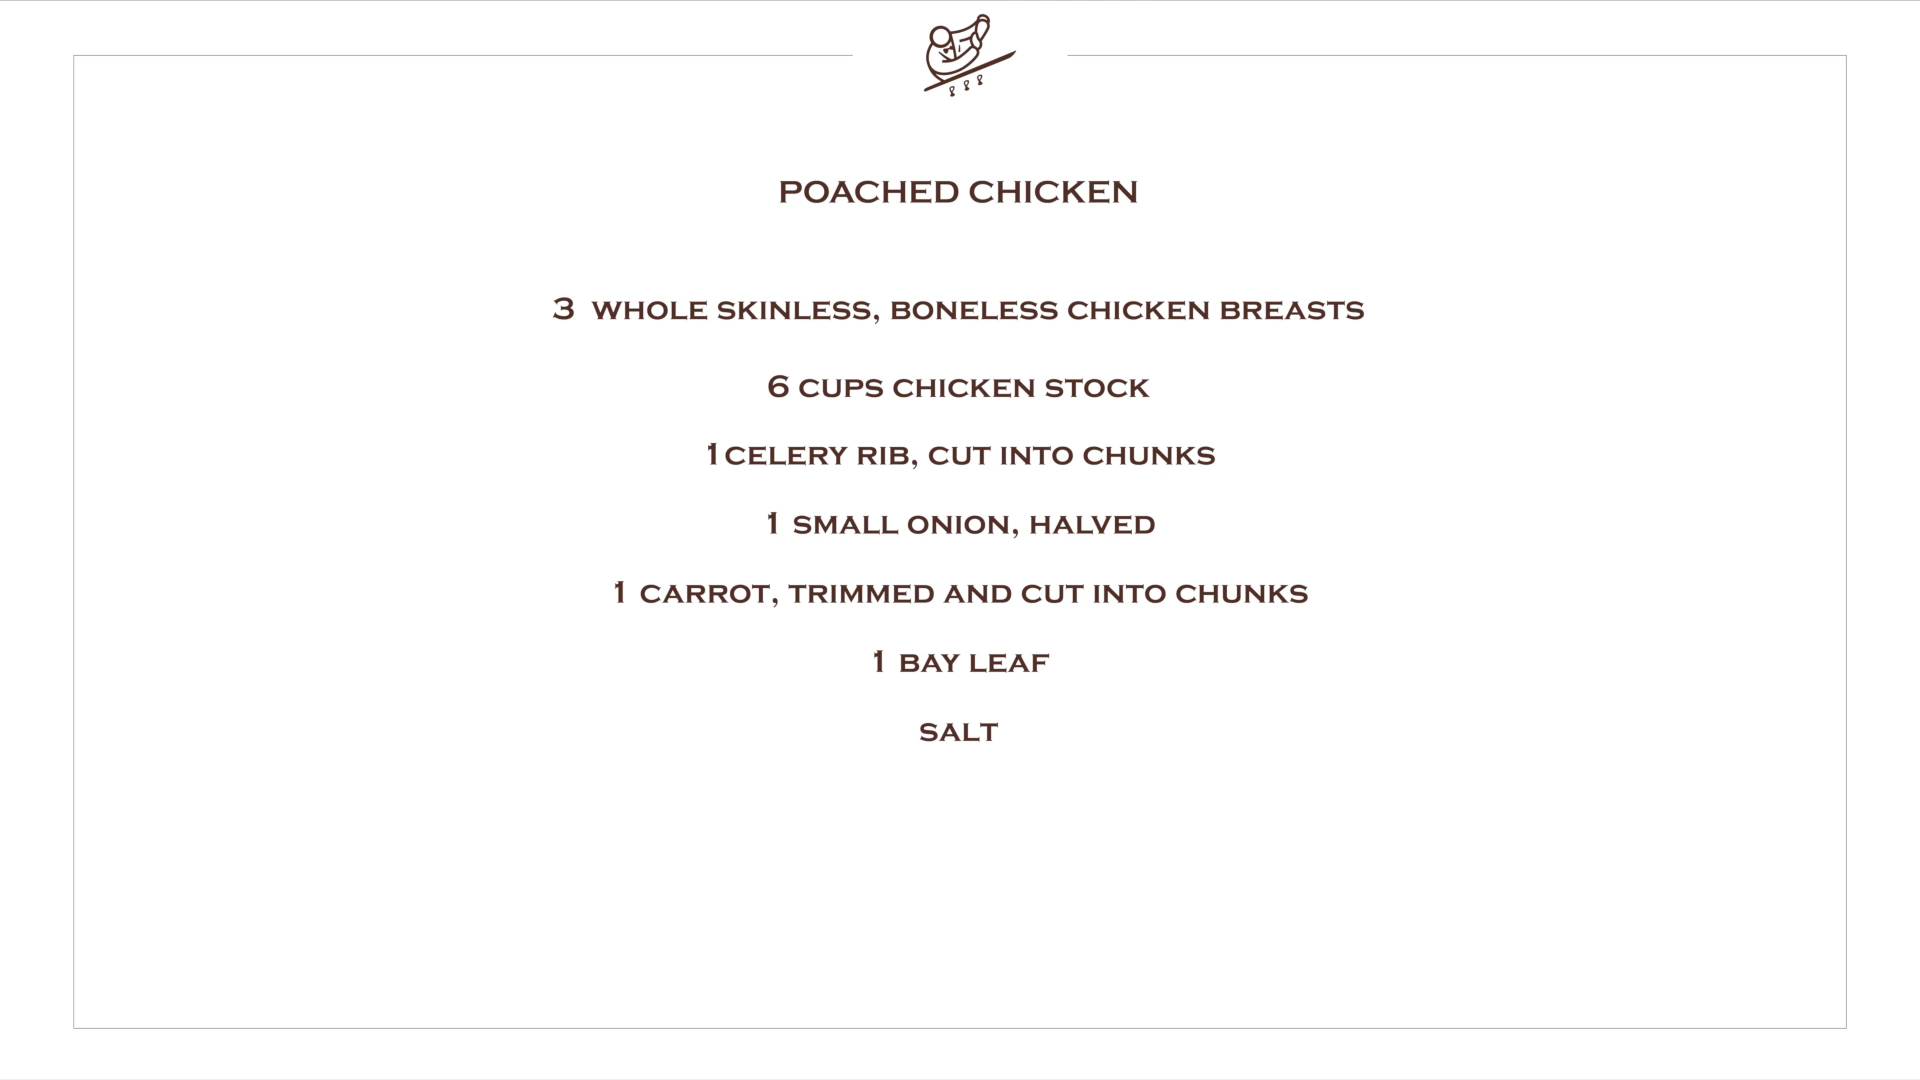 POACHED CHICKEN
3 WHOLE SKINLESS, BONELESS CHICKEN BREASTS
6 CUPS CHICKEN STOCK
1 CELERY RIB, CUT INTO CHUNKS
1 SMALL ONION, HALVED
1 CARROT, TRIMMED AND CUT INTO CHUNKS
1 BAY LEAF
SALT